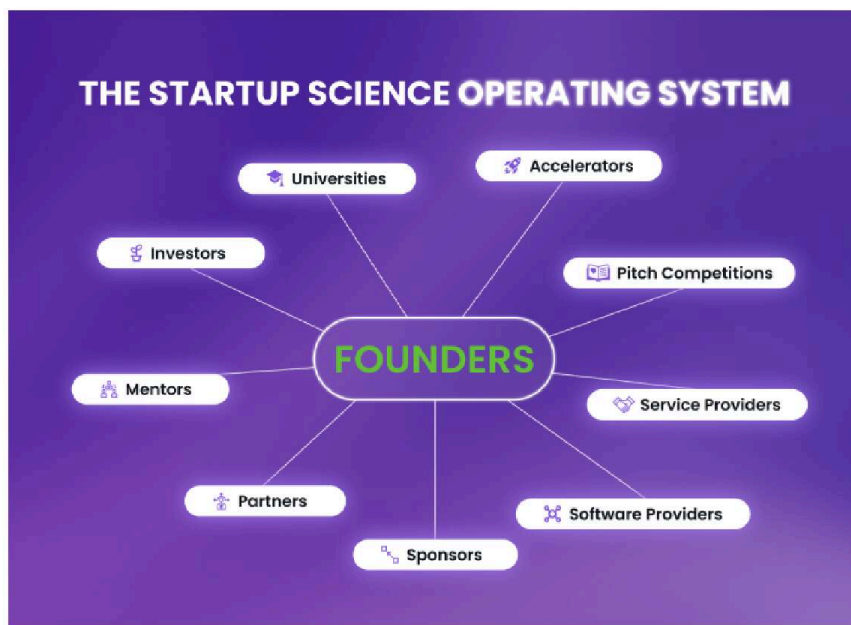 THE STARTUP SCIENCE OPERATING SYSTEM
Universities
Accelerators
Investors
Pitch Competitions
FOUNDERS
Mentors
Service Providers
Partners
Software Providers
Sponsors